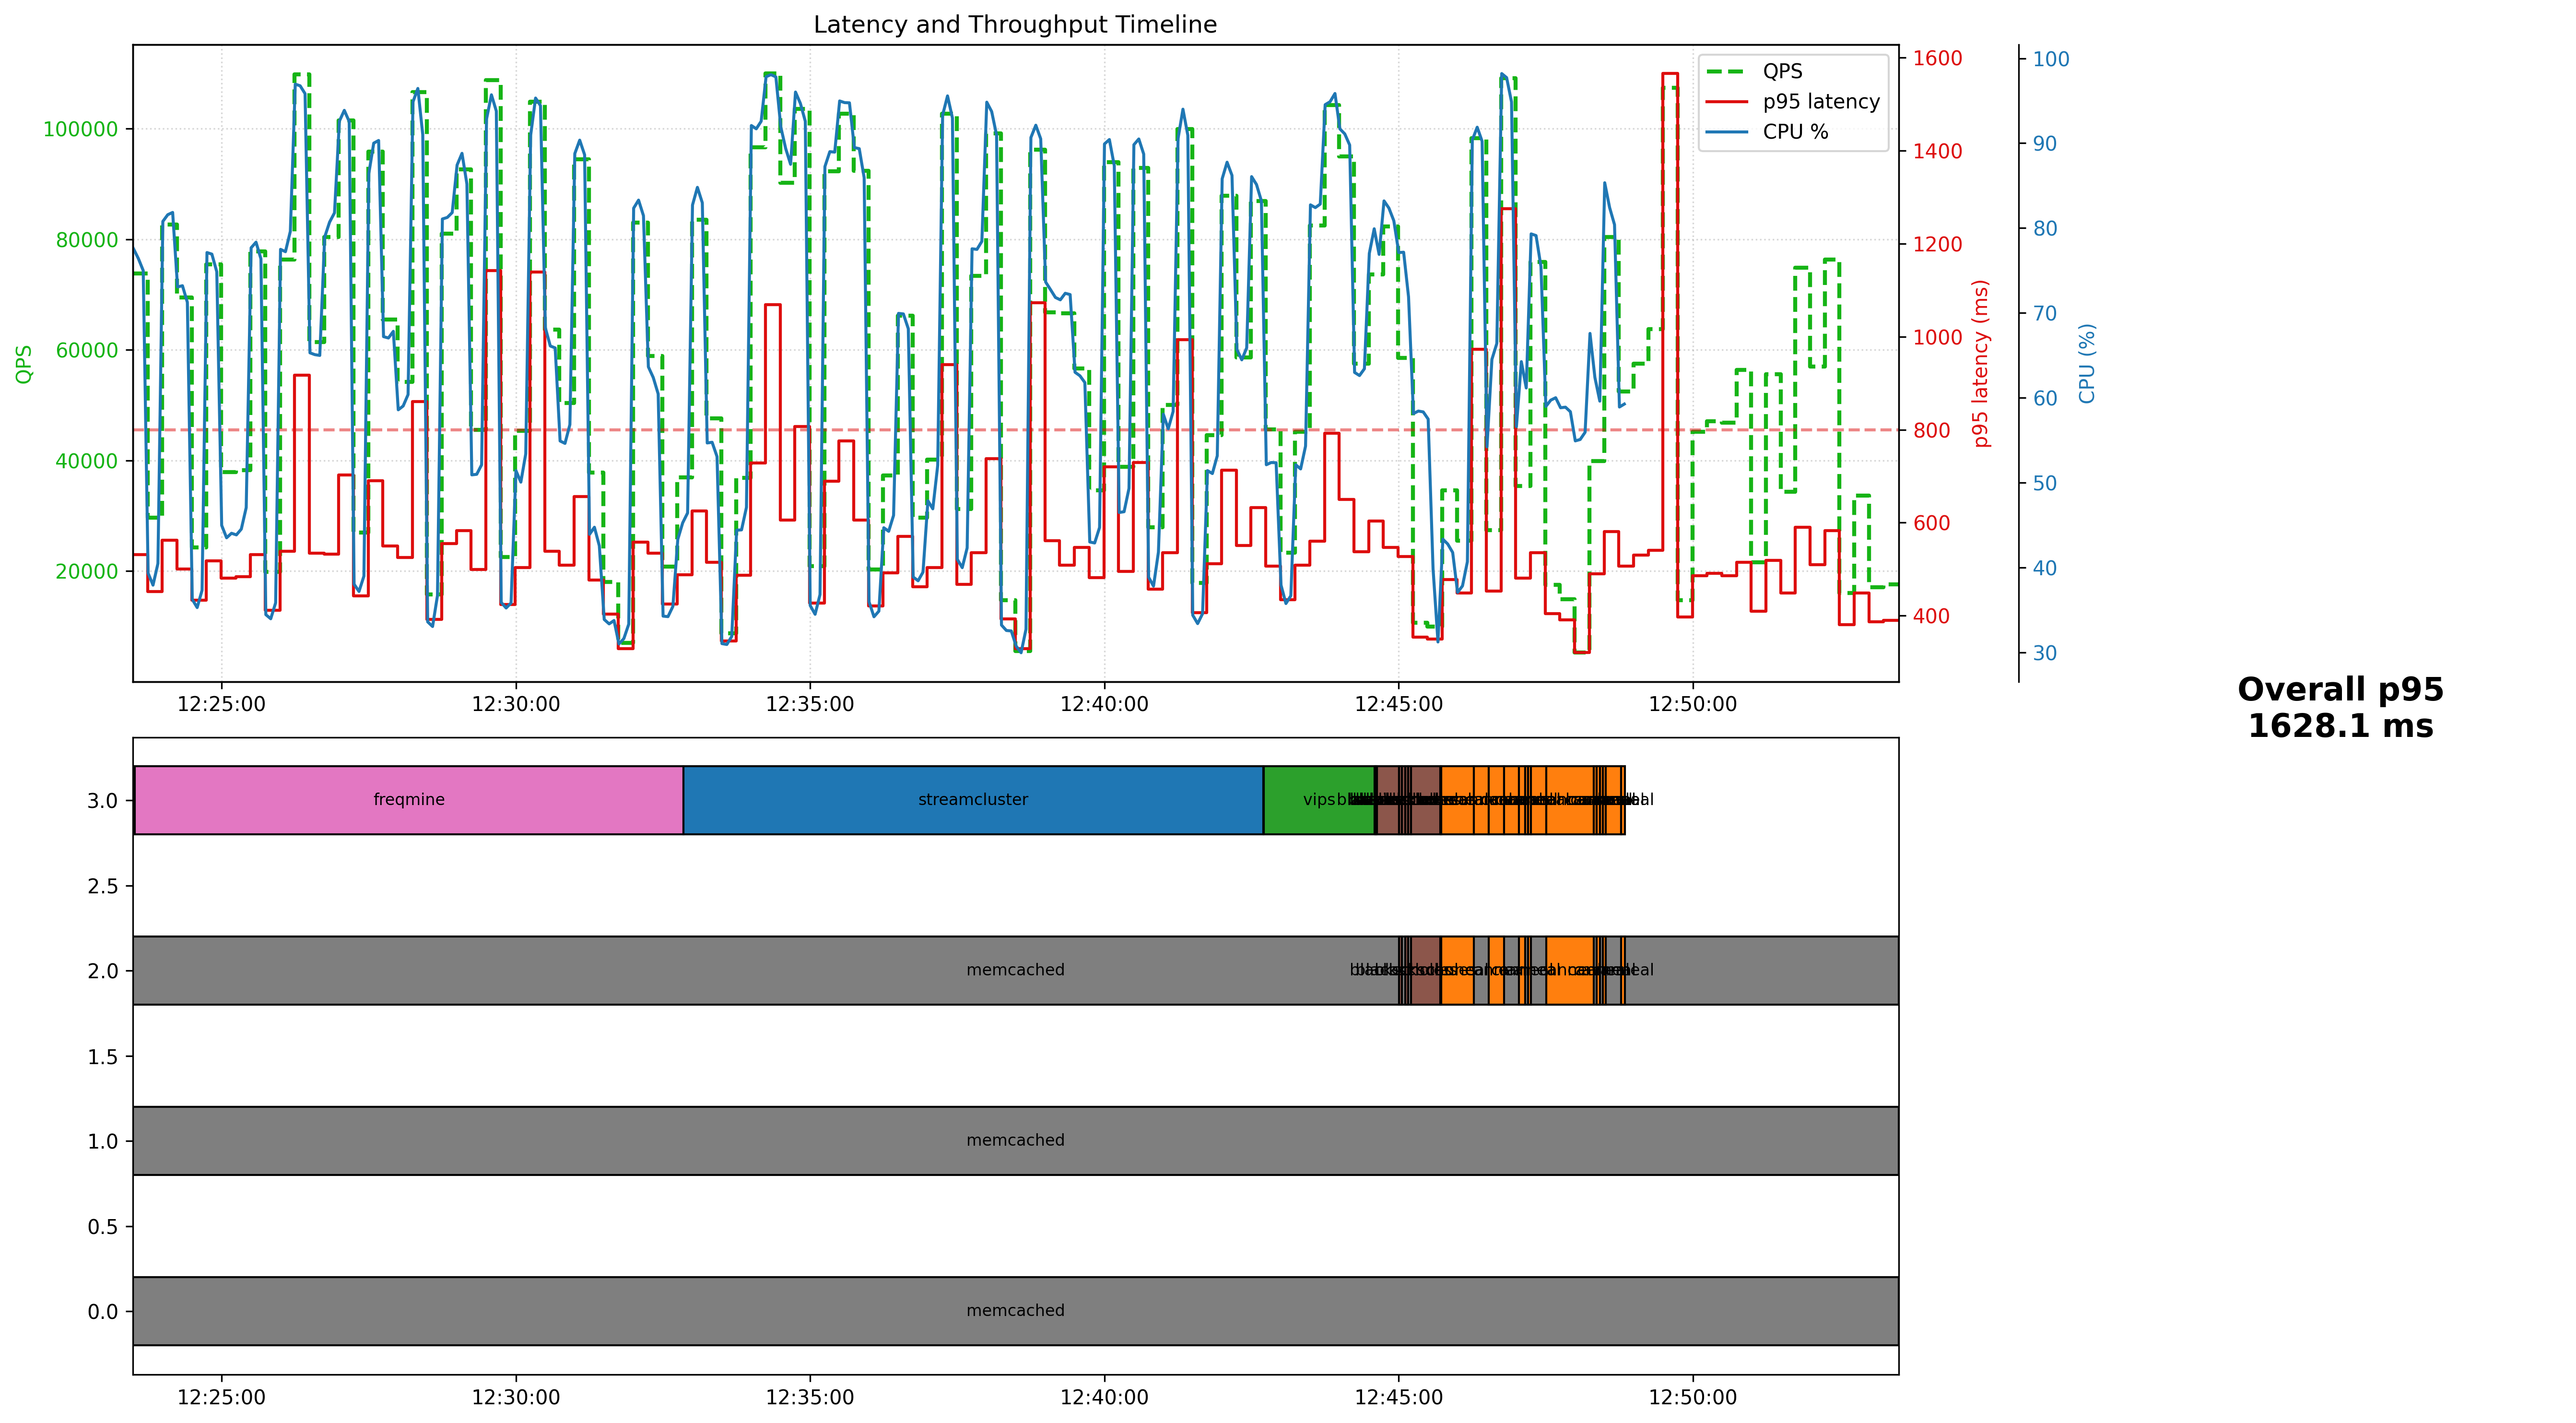 Latency and Throughput Timeline
QPS
p95 latency
CPU %
QPS
100000
80000
60000
40000
20000
1600
1400
1200
1000
800
600
400
p95 latency (ms)
100
90
80
70
60
50
40
30
CPU (%)
12:25:00 12:30:00 12:35:00 12:40:00 12:45:00 12:50:00
Overall p95
1628.1 ms
3.0
freqmine streamcluster vips
2.5
2.0
memcached
1.5
1.0
memcached
0.5
0.0
memcached
12:25:00 12:30:00 12:35:00 12:40:00 12:45:00 12:50:00